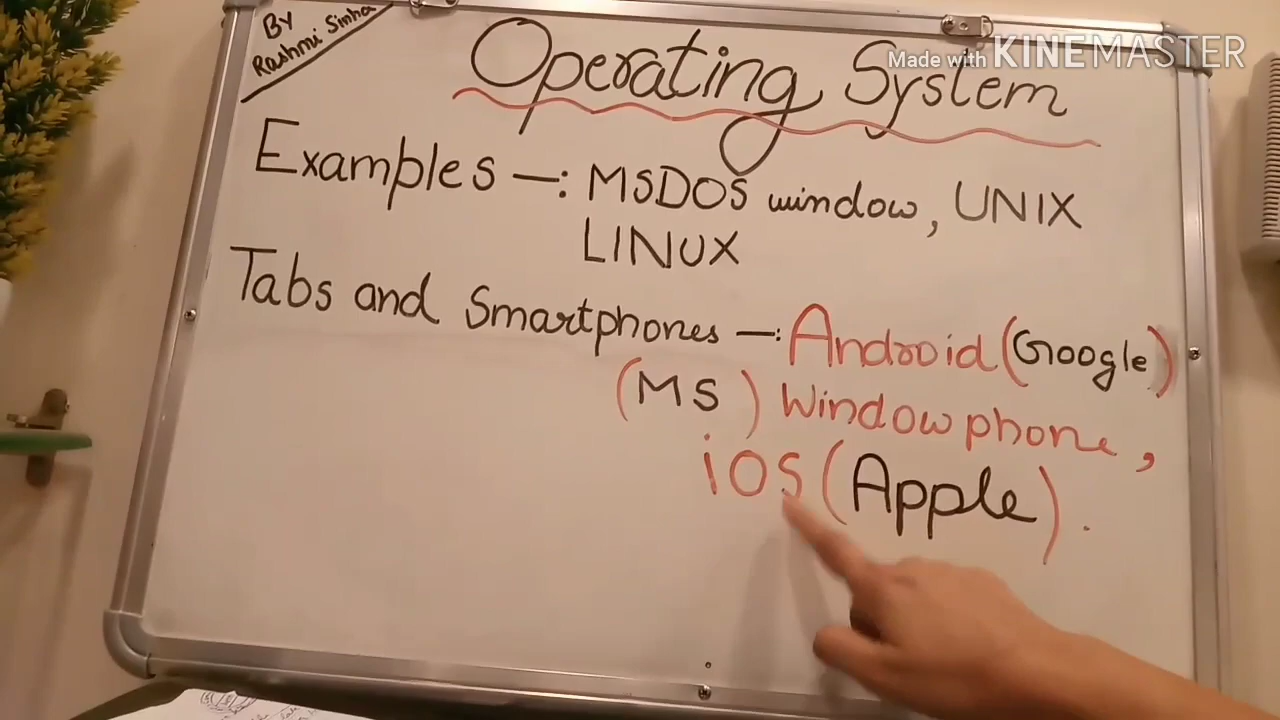 BY
Rashmi Sinha
Made with KINEMASTER
Operating System
Examples —: MSDOS window, UNIX
LINUX
Tabs and Smartphones —: Android (Google)
(MS) Window phone,
iOS (Apple).